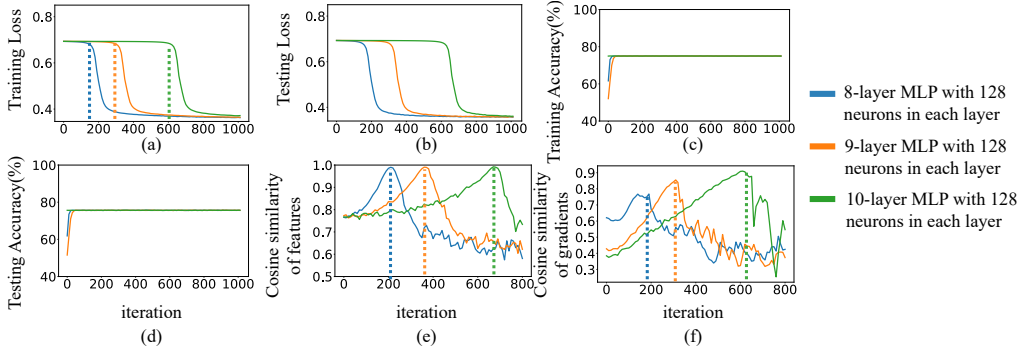 Training Loss
0.8
0.6
0.4
0 200 400 600 800 1000
(a)
Testing Loss
0.8
0.6
0.4
0 200 400 600 800 1000
(b)
Training Accuracy(%)
100
80
60
40
0 200 400 600 800 1000
(c)
8-layer MLP with 128
neurons in each layer
9-layer MLP with 128
neurons in each layer
10-layer MLP with 128
neurons in each layer
Testing Accuracy(%)
100
80
60
40
0 200 400 600 800 1000
iteration
(d)
Cosine similarity
of features
1.0
0.9
0.8
0.7
0.6
0.5
0 200 400 600 800
iteration
(e)
Cosine similarity
of gradients
0.9
0.8
0.7
0.6
0.5
0.4
0.3
0 200 400 600 800
iteration
(f)